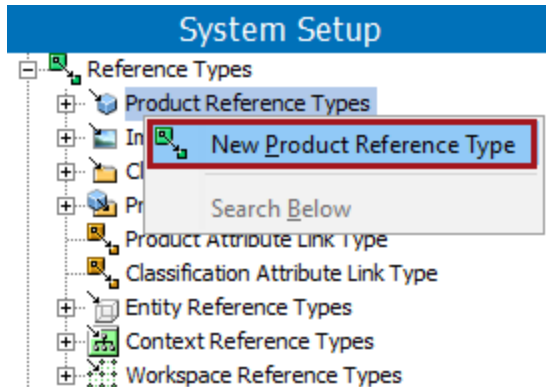 System Setup
Reference Types
Product Reference Types
New Product Reference Type
Search Below
Product Attribute Link Type
Classification Attribute Link Type
Entity Reference Types
Context Reference Types
Workspace Reference Types